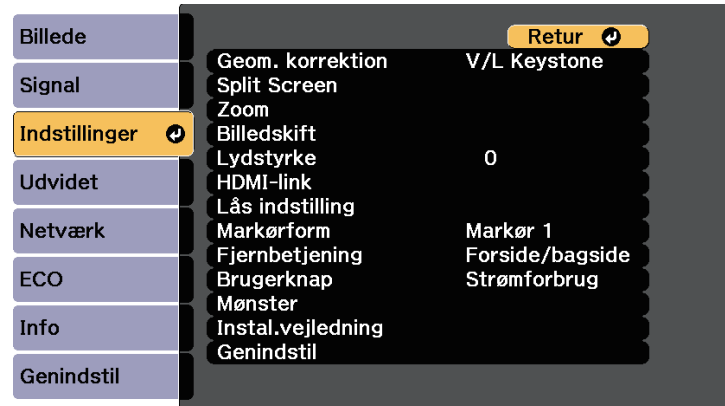 Billede
Signal
Indstillinger
Udvidet
Netværk
ECO
Info
Genindstil
Retur
Geom. korrektion V/L Keystone
Split Screen
Zoom
Billedskift
Lydstyrke 0
HDMI-link
Lås indstilling
Markørform Markør 1
Fjernbetjening Forside/bagside
Brugerknap Strømforbrug
Mønster
Instal.vejledning
Genindstil